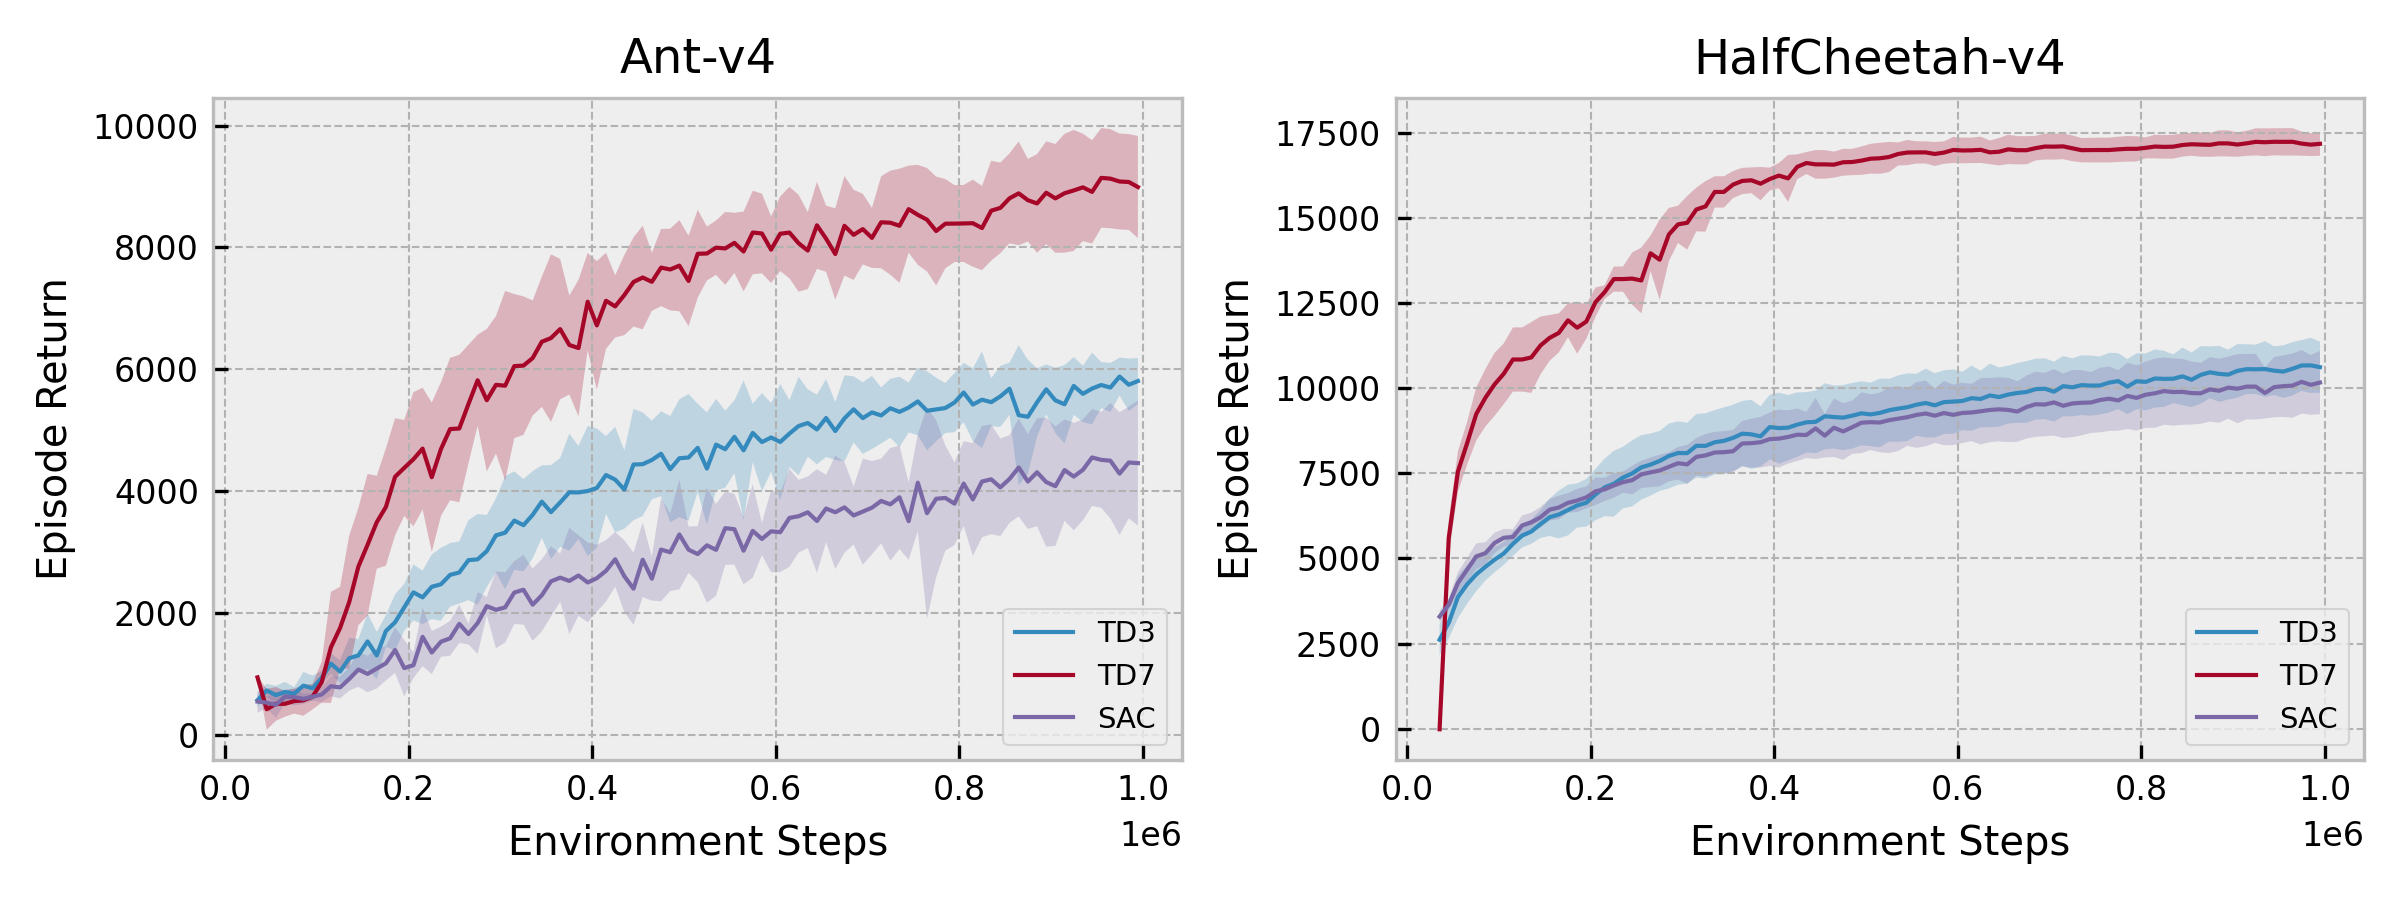 Ant-v4
10000
8000
6000
4000
2000
0
Episode Return
0.0 0.2 0.4 0.6 0.8 1.0
1e6
Environment Steps
TD3
TD7
SAC
HalfCheetah-v4
17500
15000
12500
10000
7500
5000
2500
0
Episode Return
0.0 0.2 0.4 0.6 0.8 1.0
1e6
Environment Steps
TD3
TD7
SAC